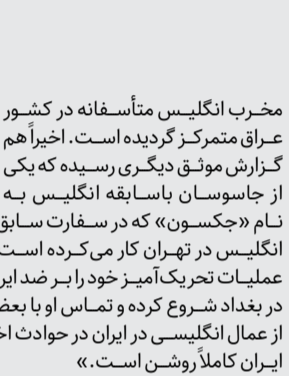 مخرب انگلیس متأسفانه در کشور
عراق متمرکز گردیده است. اخیراً هم
گزارش موثق دیگری رسیده که یکی
از جاسوسان باسابقه انگلیس به
نام «جکسون» که در سفارت سابق
انگلیس در تهران کار می‌کرده است
عملیات تحریک‌آمیز خود را بر ضد
در بغداد شروع کرده و تماس او با
از عمال انگلیسی در ایران در حوادث
ایران کاملاً روشن است.»